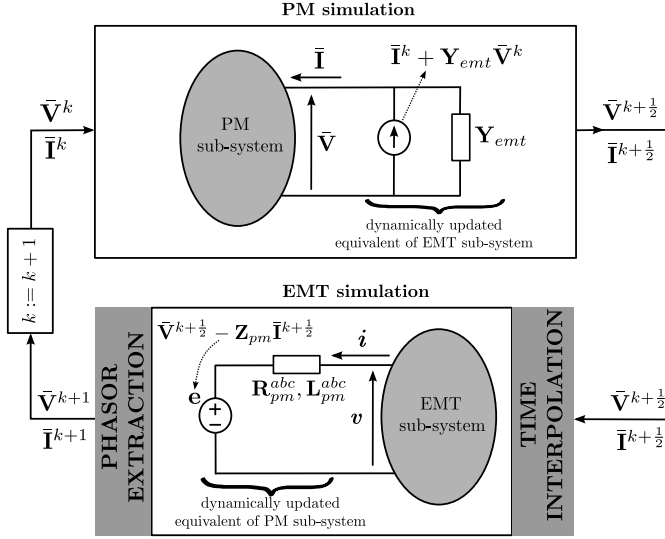 PM simulation
Ī
Ī^k + Y_emt V̄^k
V̄^k
Ī^k
PM
sub-system
V̄
Y_emt
V̄^{k+1/2}
Ī^{k+1/2}
dynamically updated
equivalent of EMT sub-system
k := k + 1
EMT simulation
V̄^{k+1/2} − Z_pm Ī^{k+1/2}
i
R_pm^abc, L_pm^abc
e
+
−
v
EMT
sub-system
dynamically updated
equivalent of PM sub-system
PHASOR
EXTRACTION
TIME
INTERPOLATION
V̄^{k+1}
Ī^{k+1}
V̄^{k+1/2}
Ī^{k+1/2}